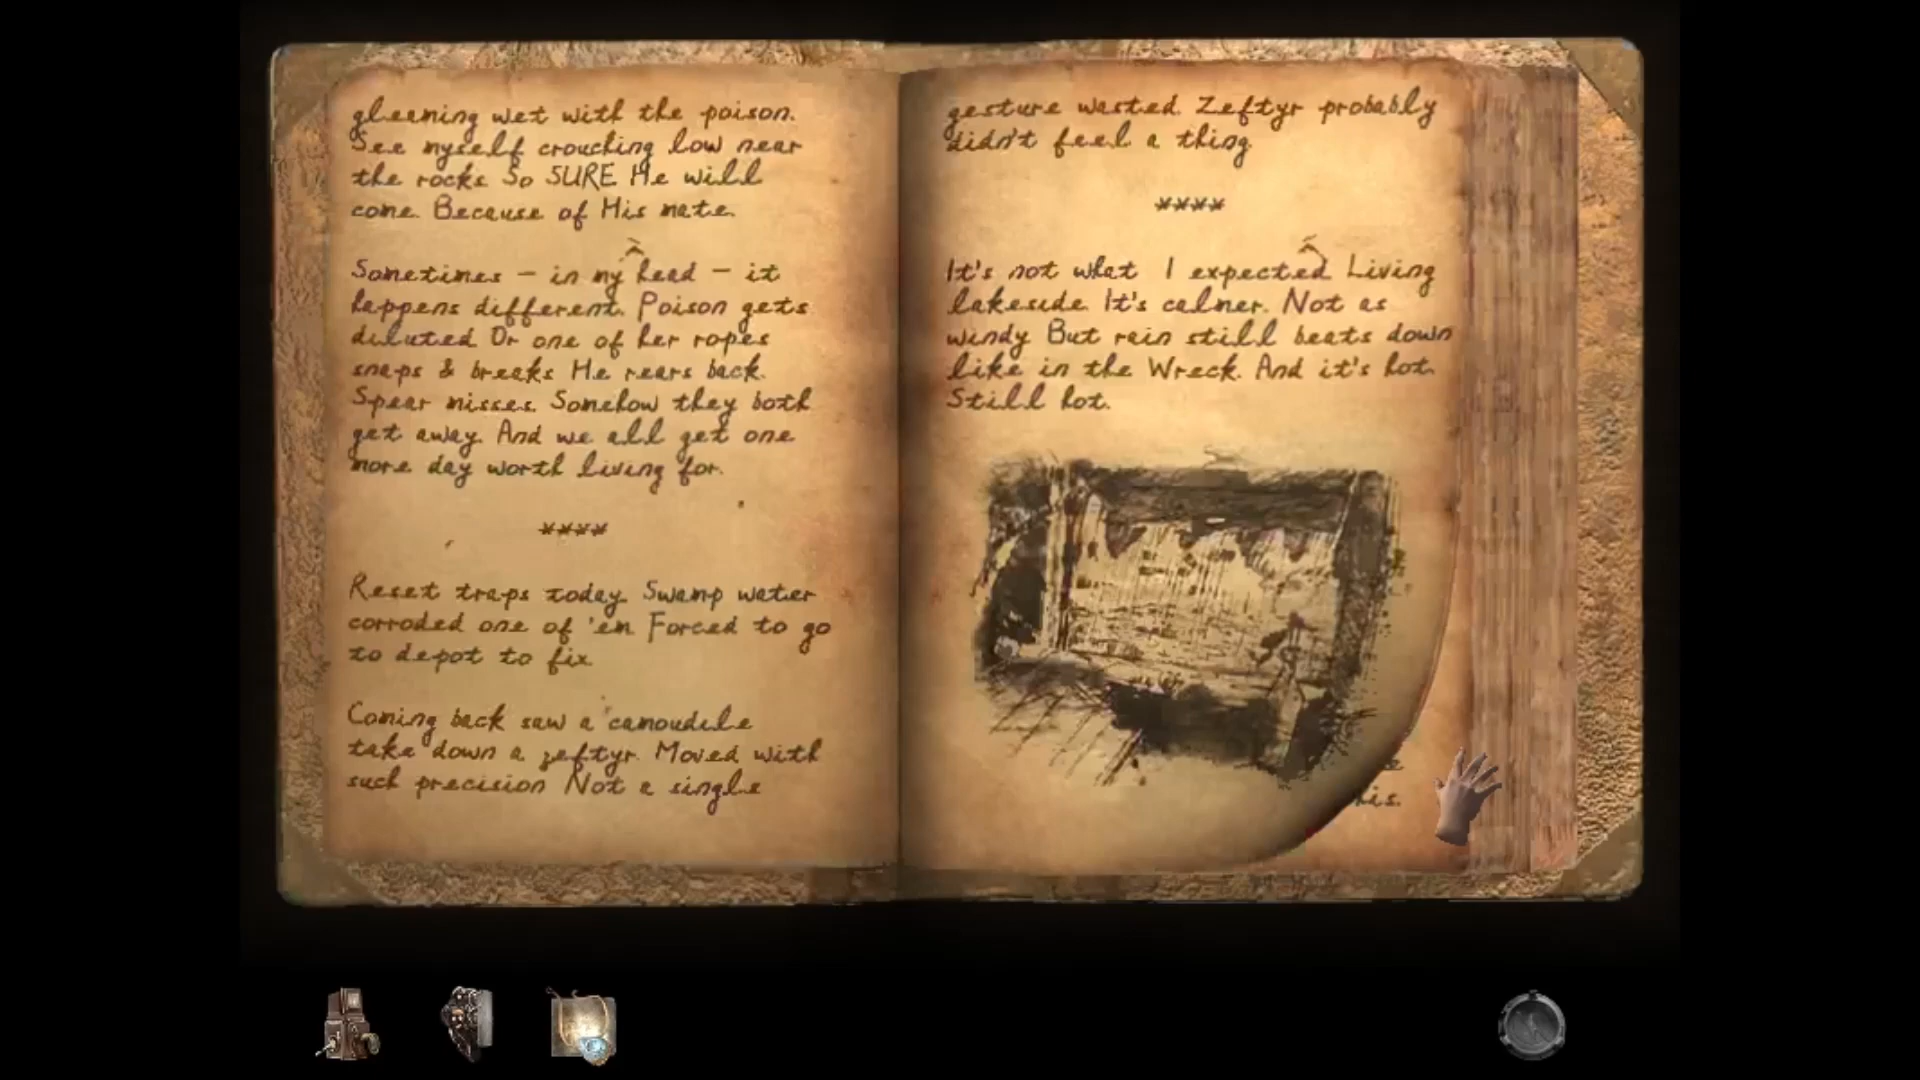 gleaming wet with the poison.
See myself crouching low near
the rocks. So SURE He will
come. Because of His mate.
Sometimes - in my head - it
happens different. Poison gets
diluted. Or one of her ropes
snaps & breaks. He rears back.
Spear misses. Somehow they both
get away. And we all get one
more day worth living for.
****
Reset traps today. Swamp water
corroded one of 'em. Forced to go
to depot to fix.
Coming back saw a camoudile
take down a zeftyr. Moved with
such precision. Not a single
gesture wasted. Zeftyr probably
didn't feel a thing.
****
It's not what I expected. Living
lakeside. It's calmer. Not as
windy. But rain still beats down
like in the Wreck. And it's hot.
Still hot.
his.